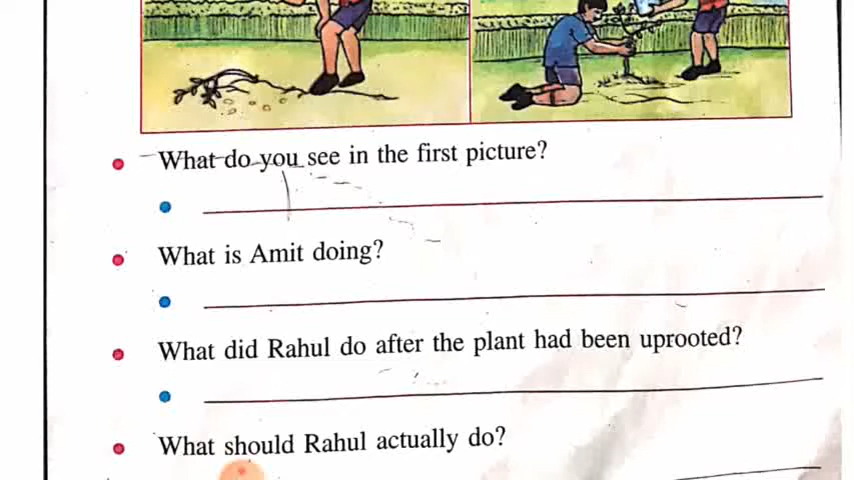 What do you see in the first picture?
What is Amit doing?
What did Rahul do after the plant had been uprooted?
What should Rahul actually do?